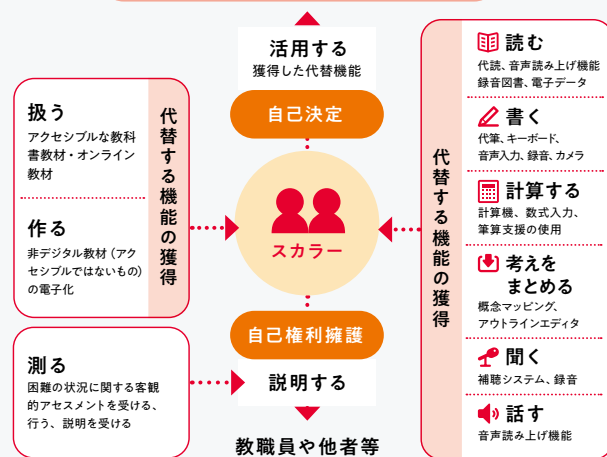 活用する
獲得した代替機能
自己決定
扱う
アクセシブルな教科
書教材・オンライン
教材
作る
非デジタル教材（アク
セシブルではないもの）
の電子化
代替する機能の獲得
測る
困難の状況に関する客観
的アセスメントを受ける、
行う、説明を受ける
スカラー
自己権利擁護
説明する
教職員や他者等
代替する機能の獲得
読む
代読、音声読み上げ機能
録音図書、電子データ
書く
代筆、キーボード、
音声入力、録音、カメラ
計算する
計算機、数式入力、
筆算支援の使用
考えを
まとめる
概念マッピング、
アウトラインエディタ
聞く
補聴システム、録音
話す
音声読み上げ機能